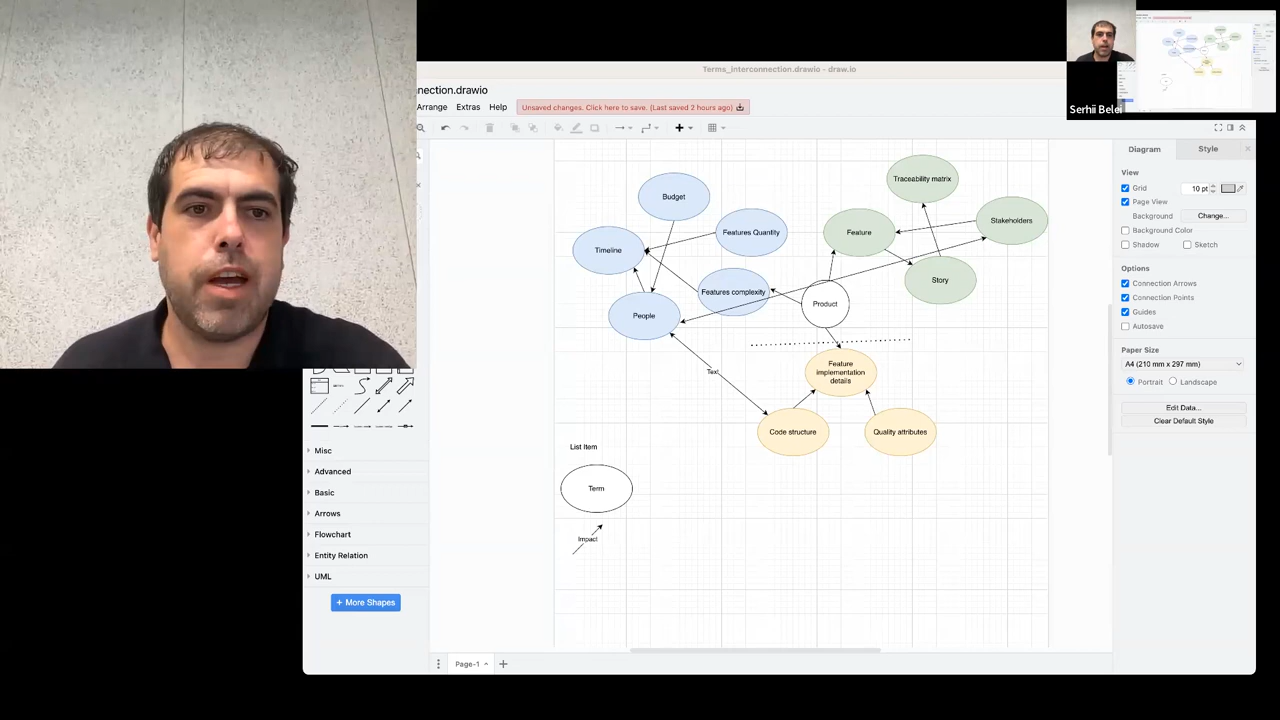 Terms_interconnection.drawio - draw.io
nnection.drawio
Arrange Extras Help Unsaved changes. Click here to save. (Last saved 2 hours ago)
Serhii Belei
Diagram Style
View
Grid 10 pt
Page View
Background Change...
Background Color
Shadow Sketch
Options
Connection Arrows
Connection Points
Guides
Autosave
Paper Size
A4 (210 mm x 297 mm)
Portrait Landscape
Edit Data...
Clear Default Style
Traceability matrix
Budget
Stakeholders
Features Quantity
Feature
Timeline
Story
Features complexity
Product
People
Feature
implementation
details
Text
Code structure
Quality attributes
List Item
Term
Impact
Misc
Advanced
Basic
Arrows
Flowchart
Entity Relation
UML
+ More Shapes
Page-1